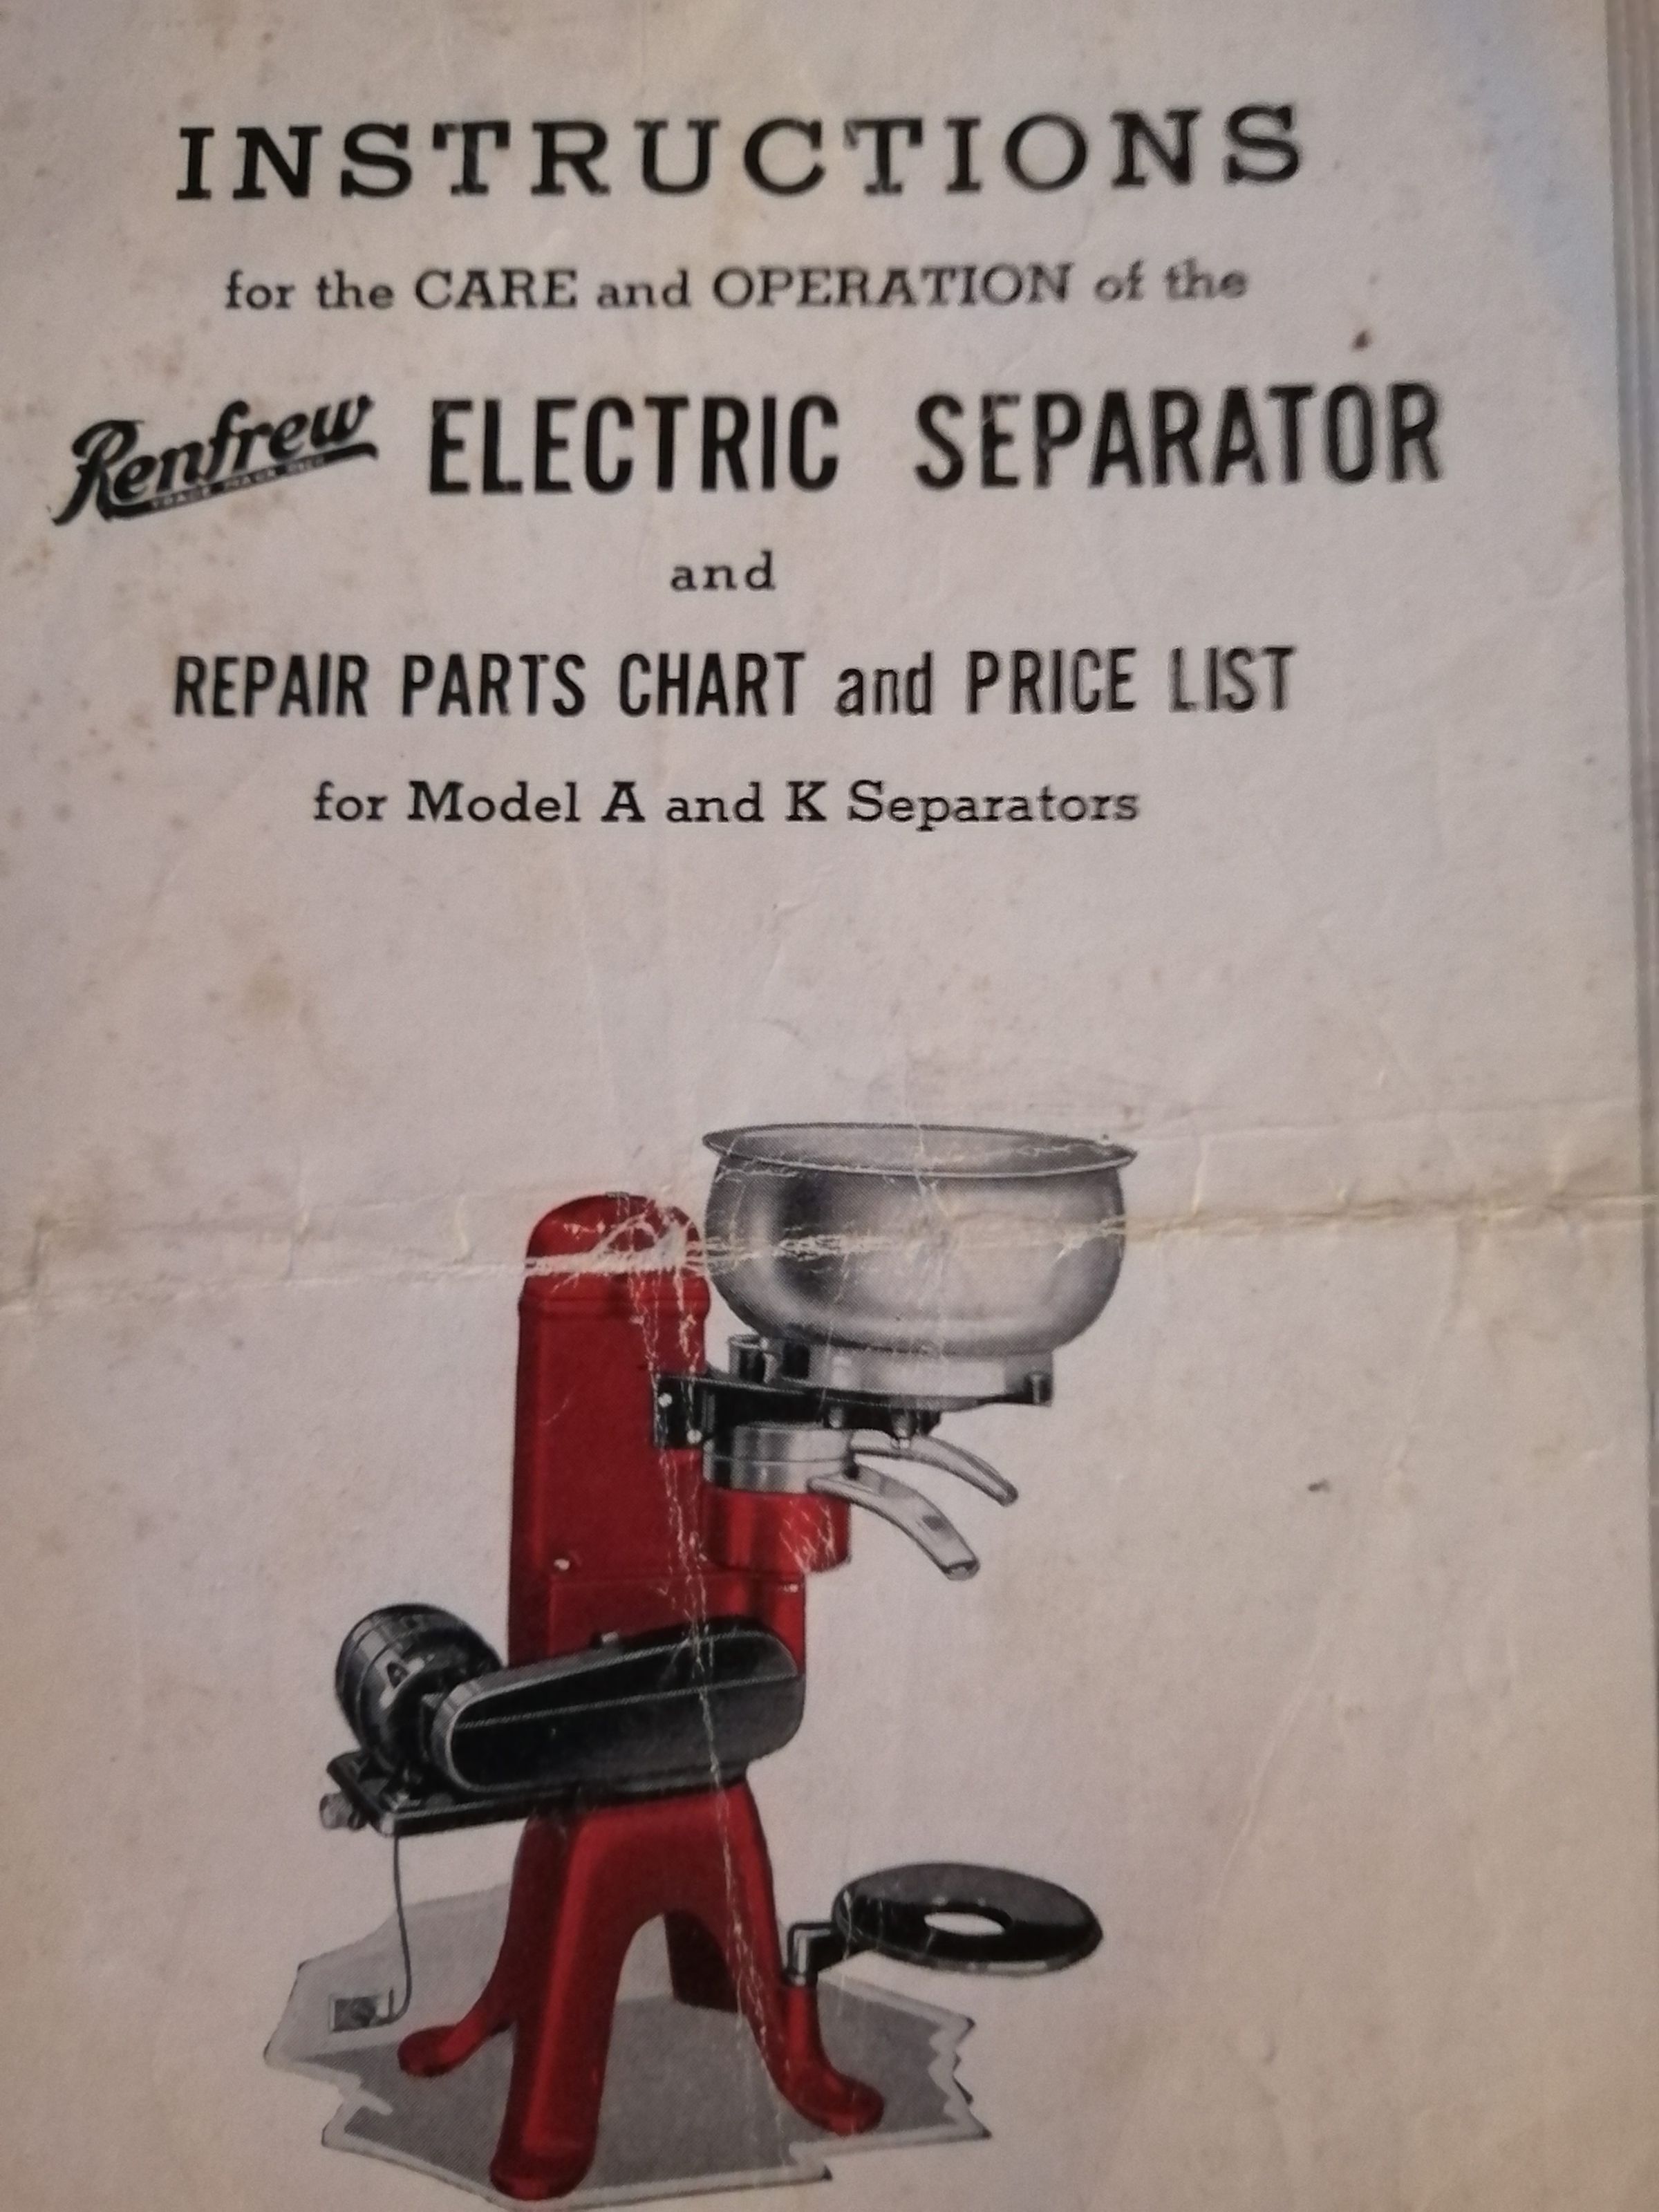 INSTRUCTIONS
for the CARE and OPERATION of the
Renfrew ELECTRIC SEPARATOR
and
REPAIR PARTS CHART and PRICE LIST
for Model A and K Separators